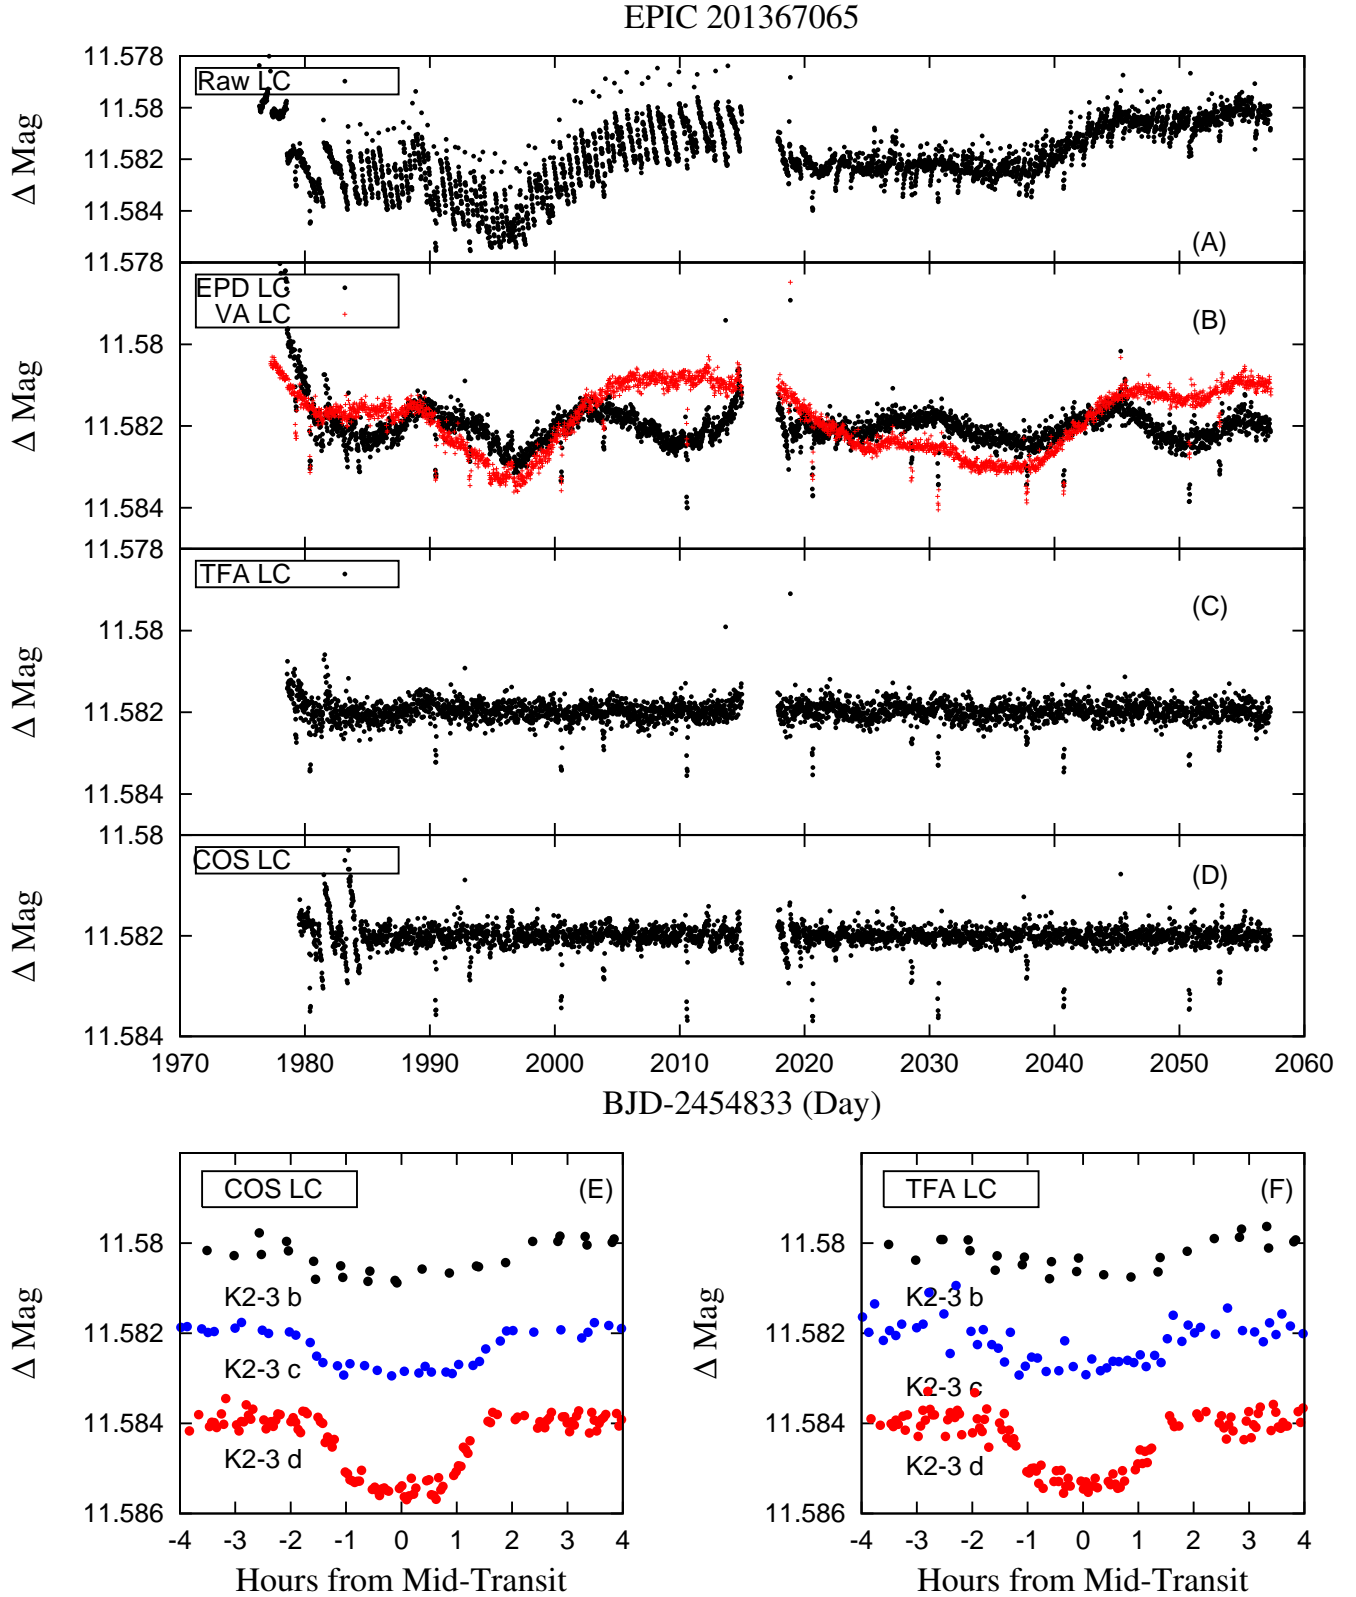 EPIC 201367065
11.578
Raw LC
11.58
Δ Mag
11.582
11.584
(A)
11.578
EPD LC
VA LC
(B)
11.58
Δ Mag
11.582
11.584
11.578
TFA LC
(C)
11.58
Δ Mag
11.582
11.584
11.58
COS LC
(D)
Δ Mag
11.582
11.584
1970 1980 1990 2000 2010 2020 2030 2040 2050 2060
BJD-2454833 (Day)
COS LC
(E)
11.58
K2-3 b
Δ Mag
11.582
K2-3 c
11.584
K2-3 d
11.586
-4 -3 -2 -1 0 1 2 3 4
Hours from Mid-Transit
TFA LC
(F)
11.58
K2-3 b
Δ Mag
11.582
K2-3 c
11.584
K2-3 d
11.586
-4 -3 -2 -1 0 1 2 3 4
Hours from Mid-Transit